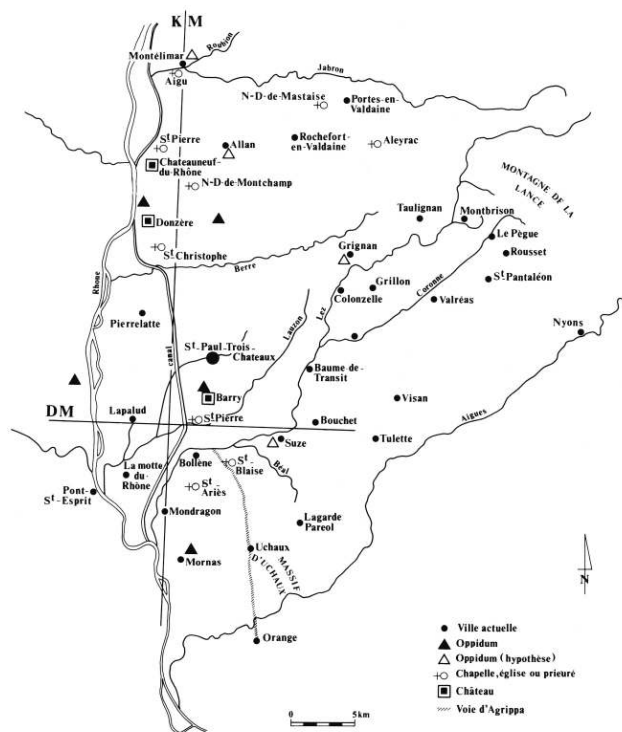 K M
Roubion
Montélimar
Aigu
Jabron
N-D-de-Mastaise
Portes-en-
Valdaine
St Pierre
Allan
Rochefort-
en-Valdaine
Aleyrac
Chateauneuf-
du-Rhône
N-D-de-Montchamp
MONTAGNE DE LA
LANCE
Taulignan
Montbrison
Donzère
Le Pègue
St Christophe
Grignan
Rousset
Berre
St Pantaléon
Rhone
Lez
Grillon
Colonzelle
Coronne
Valréas
Pierrelatte
Lauzon
Nyons
canal
St-Paul-Trois-
Chateaux
Baume-de-
Transit
Barry
Visan
Aigues
DM
Lapalud
St Pierre
Bouchet
Suze
Tulette
Bollène
St-
Blaise
Béal
La motte
du-
Rhône
St-
Ariès
Pont-
St-Esprit
Mondragon
Lagarde
Pareol
Uchaux
MASSIF
D'UCHAUX
Mornas
N
Orange
Ville actuelle
Oppidum
Oppidum (hypothèse)
Chapelle, église ou prieuré
Château
Voie d'Agrippa
0 5km